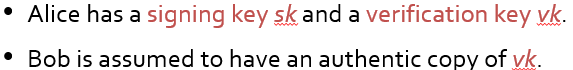 • Alice has a signing key sk and a verification key vk.
• Bob is assumed to have an authentic copy of vk.